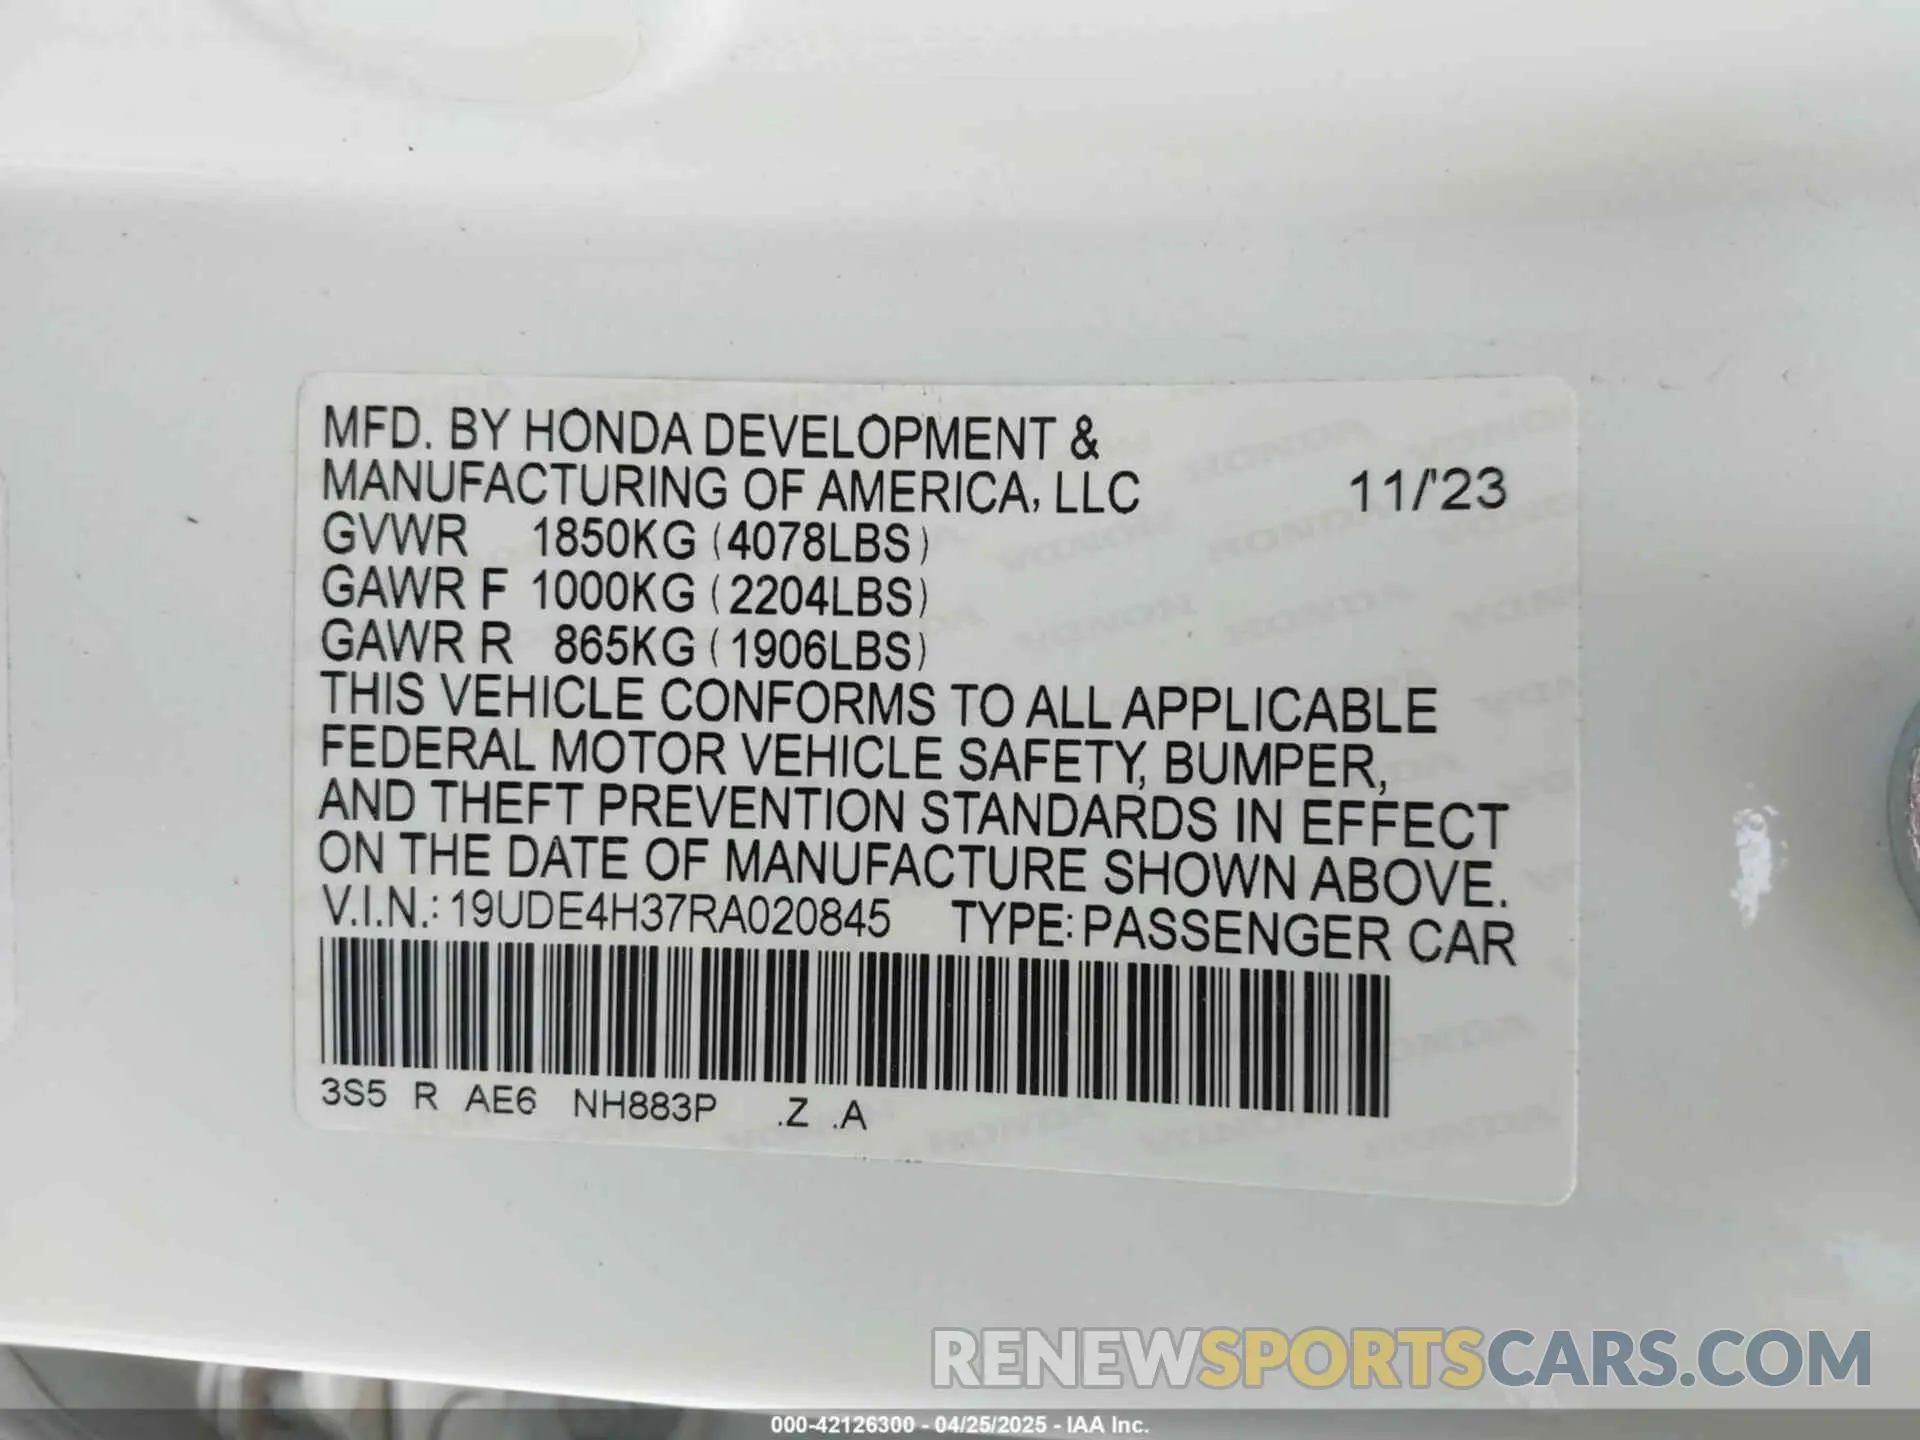 MFD. BY HONDA DEVELOPMENT &
MANUFACTURING OF AMERICA, LLC 11/'23
GVWR 1850KG (4078LBS)
GAWR F 1000KG (2204LBS)
GAWR R 865KG (1906LBS)
THIS VEHICLE CONFORMS TO ALL APPLICABLE
FEDERAL MOTOR VEHICLE SAFETY, BUMPER,
AND THEFT PREVENTION STANDARDS IN EFFECT
ON THE DATE OF MANUFACTURE SHOWN ABOVE.
V.I.N.: 19UDE4H37RA020845 TYPE: PASSENGER CAR
3S5 R AE6 NH883P .Z .A
RENEWSPORTSCARS.COM
000-42126300 - 04/25/2025 - IAA Inc.